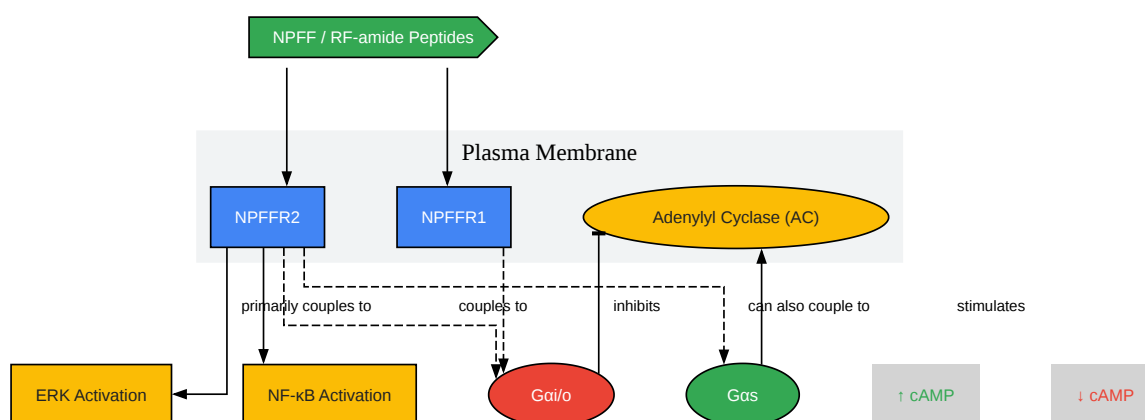 NPFF / RF-amide Peptides
Plasma Membrane
NPFFR2
NPFFR1
Adenylyl Cyclase (AC)
primarily couples to
couples to
inhibits
can also couple to
stimulates
ERK Activation
NF-κB Activation
Gαi/o
Gαs
↑ cAMP
↓ cAMP